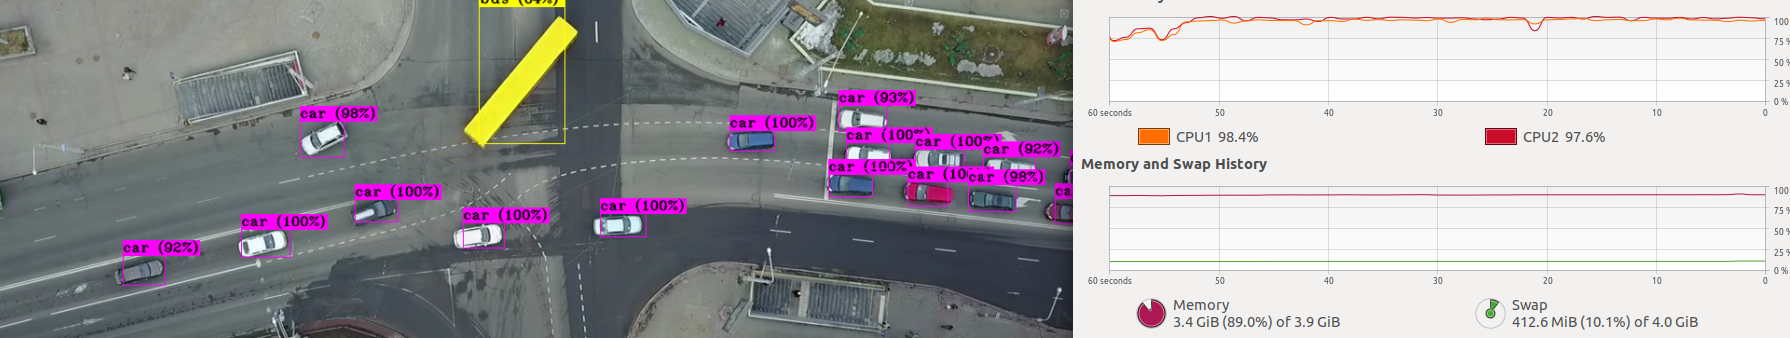 bus (64%)
car (98%)
car (93%)
car (100%)
car (100%)
car (100%)
car (92%)
car (100%)
car (98%)
car (100%)
car (100%)
car (100%)
car (100%)
car (92%)
100
75 %
50 %
25 %
0 %
60 seconds
50
40
30
20
10
0
CPU1 98.4%
CPU2 97.6%
Memory and Swap History
100
75 %
50 %
25 %
0 %
60 seconds
50
40
30
20
10
0
Memory
3.4 GiB (89.0%) of 3.9 GiB
Swap
412.6 MiB (10.1%) of 4.0 GiB